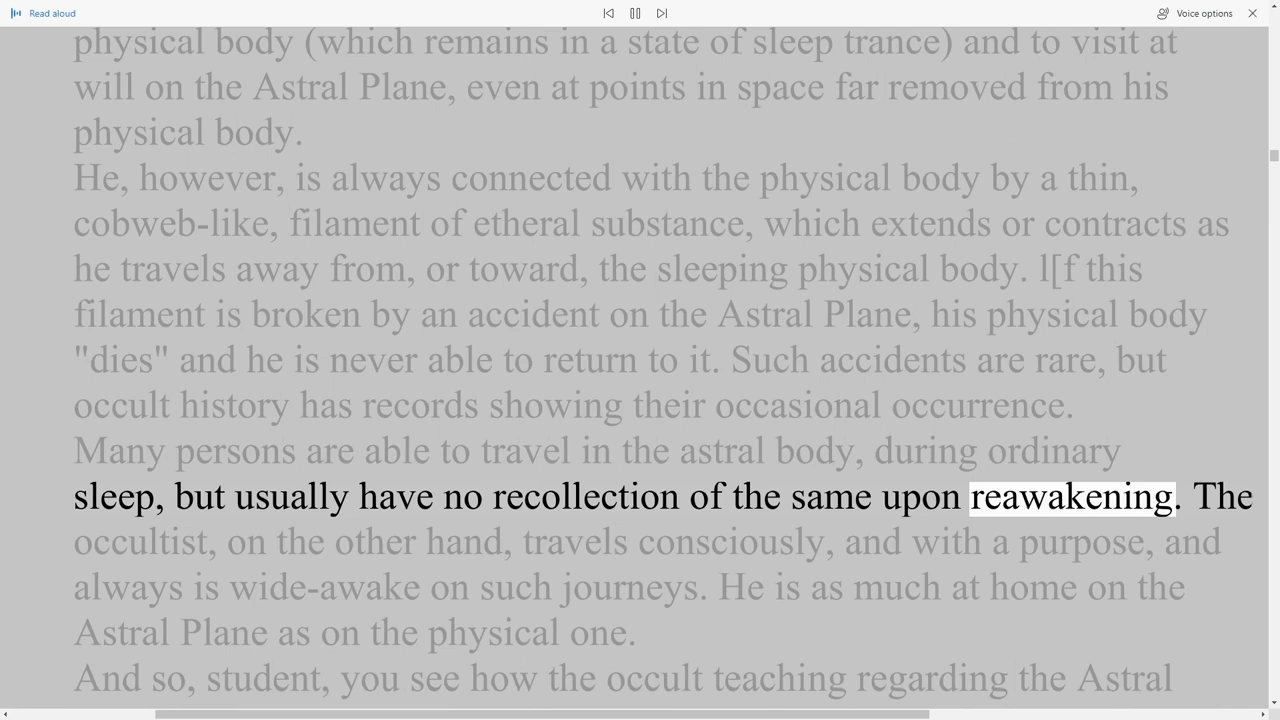 Read aloud
Voice options
physical body (which remains in a state of sleep trance) and to visit at
will on the Astral Plane, even at points in space far removed from his
physical body.
He, however, is always connected with the physical body by a thin,
cobweb-like, filament of etheral substance, which extends or contracts as
he travels away from, or toward, the sleeping physical body. l[f this
filament is broken by an accident on the Astral Plane, his physical body
"dies" and he is never able to return to it. Such accidents are rare, but
occult history has records showing their occasional occurrence.
Many persons are able to travel in the astral body, during ordinary
sleep, but usually have no recollection of the same upon reawakening. The
occultist, on the other hand, travels consciously, and with a purpose, and
always is wide-awake on such journeys. He is as much at home on the
Astral Plane as on the physical one.
And so, student, you see how the occult teaching regarding the Astral